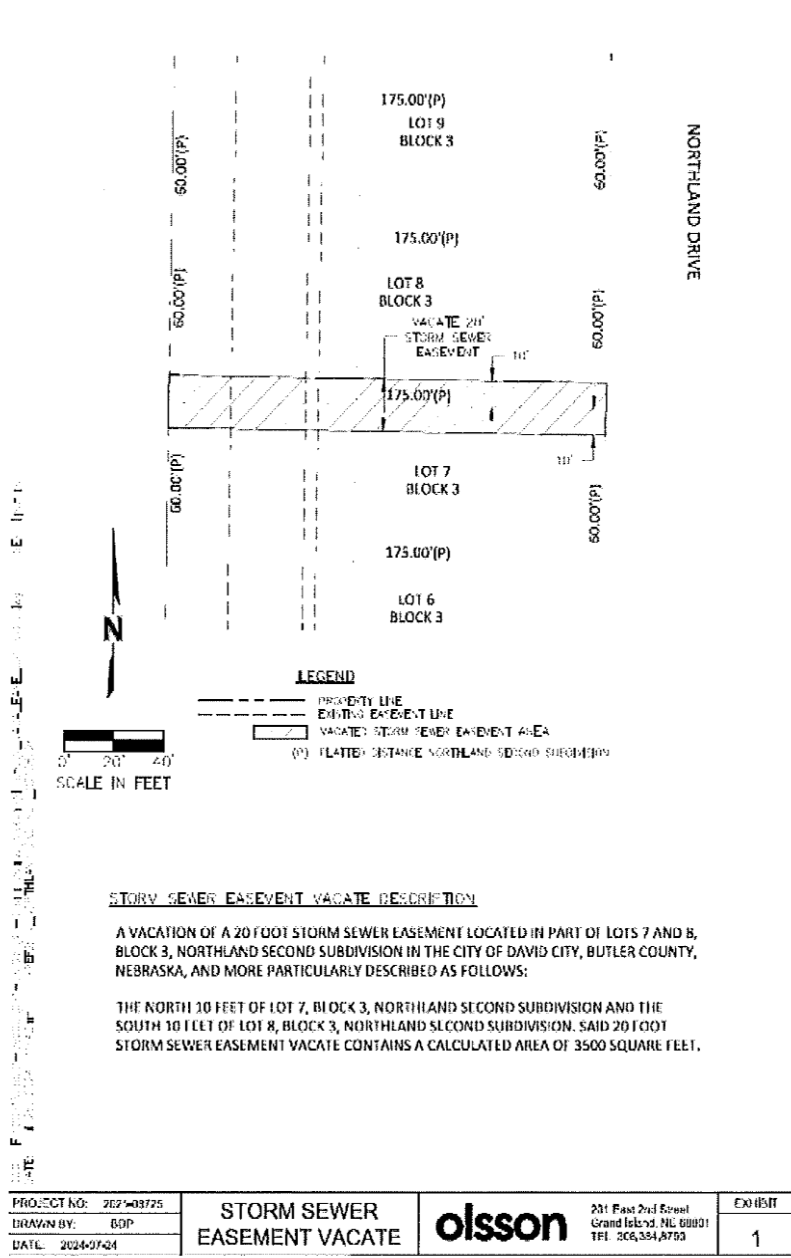 175.00'(P)
LOT 9
BLOCK 3
60.00'(P)
60.00'(P)
NORTHLAND DRIVE
175.00'(P)
LOT 8
BLOCK 3
60.00'(P)
60.00'(P)
VACATE 20'
STORM SEWER
EASEMENT
10'
175.00'(P)
10'
LOT 7
BLOCK 3
60.00'(P)
60.00'(P)
175.00'(P)
LOT 6
BLOCK 3
N
LEGEND
PROPERTY LINE
EXISTING EASEMENT LINE
VACATED STORM SEWER EASEMENT AREA
(P) PLATTED DISTANCE NORTHLAND SECOND SUBDIVISION
0' 20' 40'
SCALE IN FEET
STORM SEWER EASEMENT VACATE DESCRIPTION
A VACATION OF A 20 FOOT STORM SEWER EASEMENT LOCATED IN PART OF LOTS 7 AND 8,
BLOCK 3, NORTHLAND SECOND SUBDIVISION IN THE CITY OF DAVID CITY, BUTLER COUNTY,
NEBRASKA, AND MORE PARTICULARLY DESCRIBED AS FOLLOWS:
THE NORTH 10 FEET OF LOT 7, BLOCK 3, NORTHLAND SECOND SUBDIVISION AND THE
SOUTH 10 FEET OF LOT 8, BLOCK 3, NORTHLAND SECOND SUBDIVISION. SAID 20 FOOT
STORM SEWER EASEMENT VACATE CONTAINS A CALCULATED AREA OF 3500 SQUARE FEET.
PROJECT NO:
DRAWN BY: BDP
DATE: 2024-07-24
STORM SEWER
EASEMENT VACATE
olsson
201 East 2nd Street
Grand Island, NE 68801
TEL
EXHIBIT
1